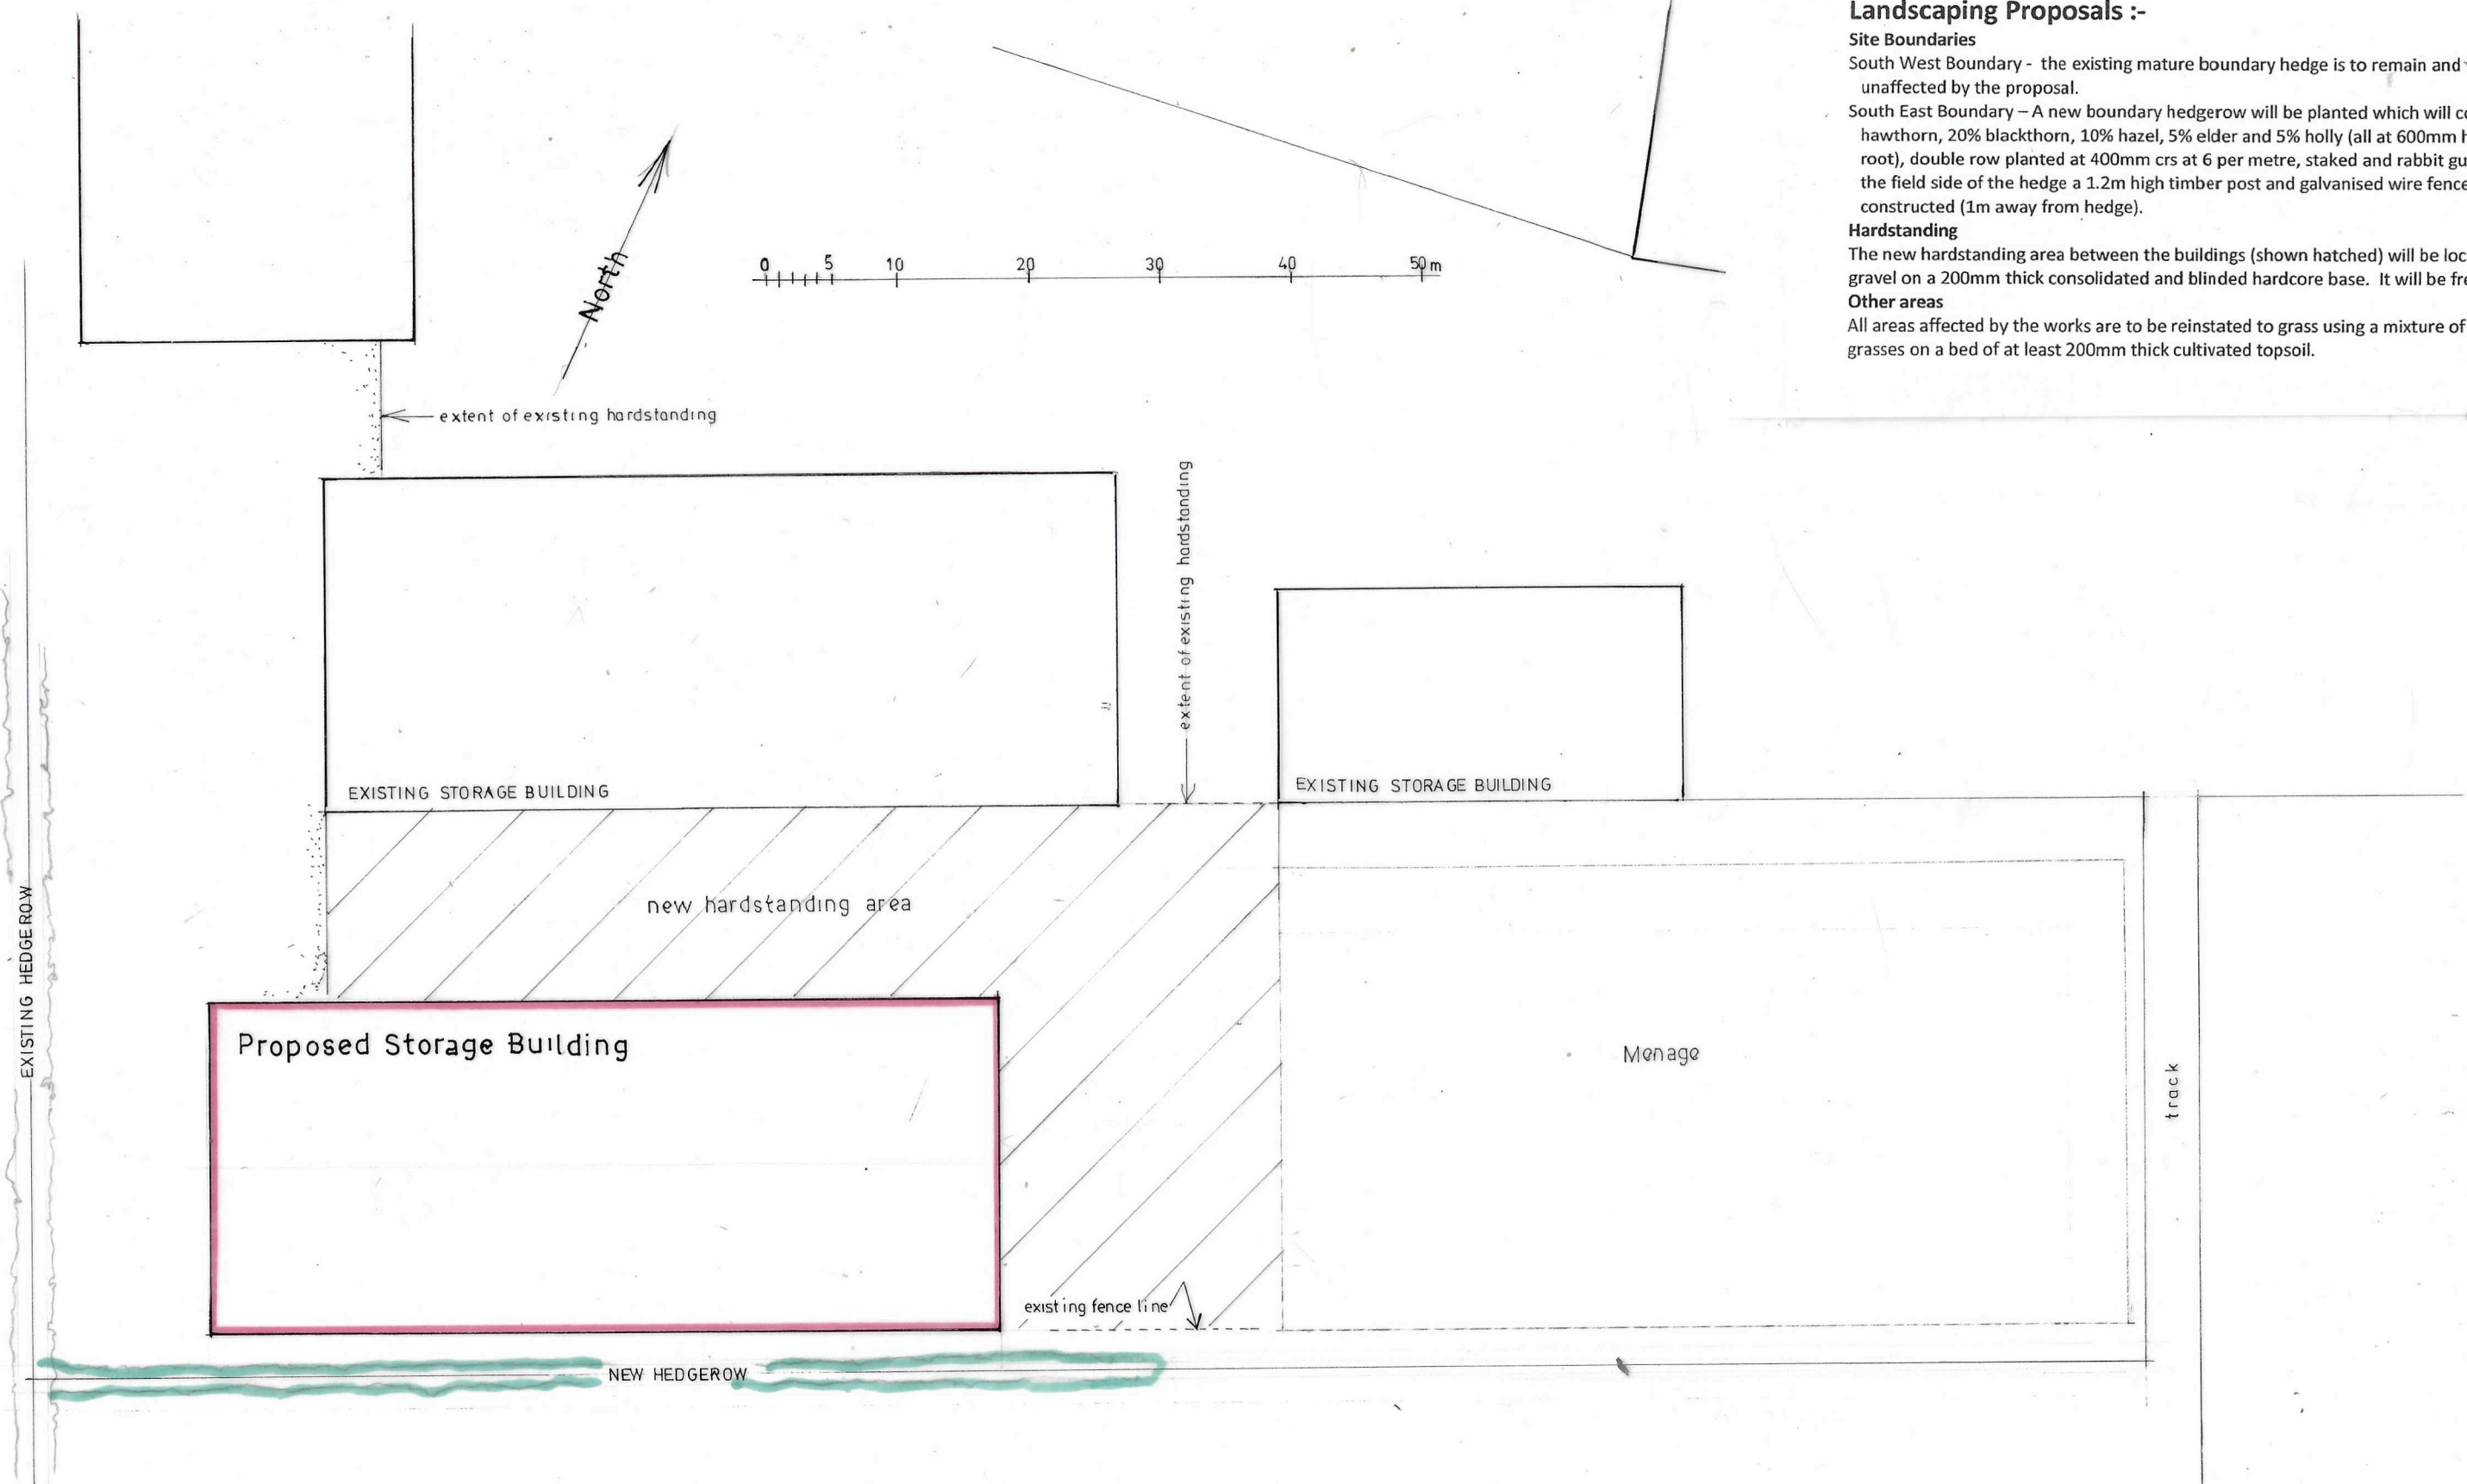 Landscaping Proposals :-
Site Boundaries
South West Boundary - the existing mature boundary hedge is to remain and
unaffected by the proposal.
South East Boundary – A new boundary hedgerow will be planted which will
hawthorn, 20% blackthorn, 10% hazel, 5% elder and 5% holly (all at 600mm
root), double row planted at 400mm crs at 6 per metre, staked and rabbit
the field side of the hedge a 1.2m high timber post and galvanised wire fence
constructed (1m away from hedge).
Hardstanding
The new hardstanding area between the buildings (shown hatched) will be
gravel on a 200mm thick consolidated and blinded hardcore base. It will be
Other areas
All areas affected by the works are to be reinstated to grass using a mixture of
grasses on a bed of at least 200mm thick cultivated topsoil.
North
0 5 10 20 30 40 50 m
extent of existing hardstanding
extent of existing hardstanding
EXISTING STORAGE BUILDING
EXISTING STORAGE BUILDING
new hardstanding area
EXISTING HEDGEROW
Proposed Storage Building
Menage
track
existing fence line
NEW HEDGEROW